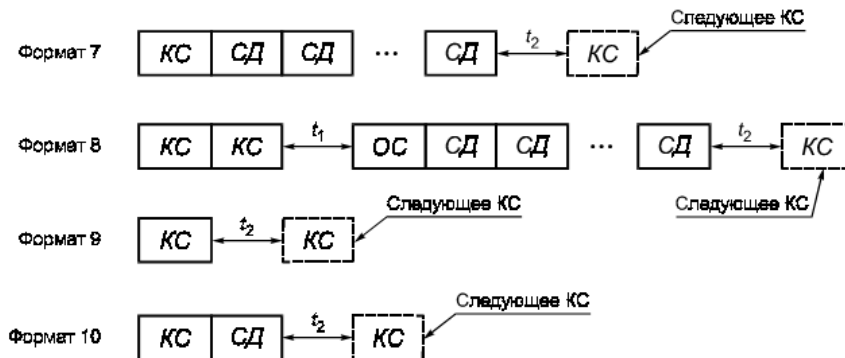 Следующее КС
Формат 7 КС СД СД ... СД t₂ КС
Формат 8 КС КС t₁ ОС СД СД ... СД t₂ КС
Следующее КС Следующее КС
Формат 9 КС t₂ КС
Следующее КС
Формат 10 КС СД t₂ КС